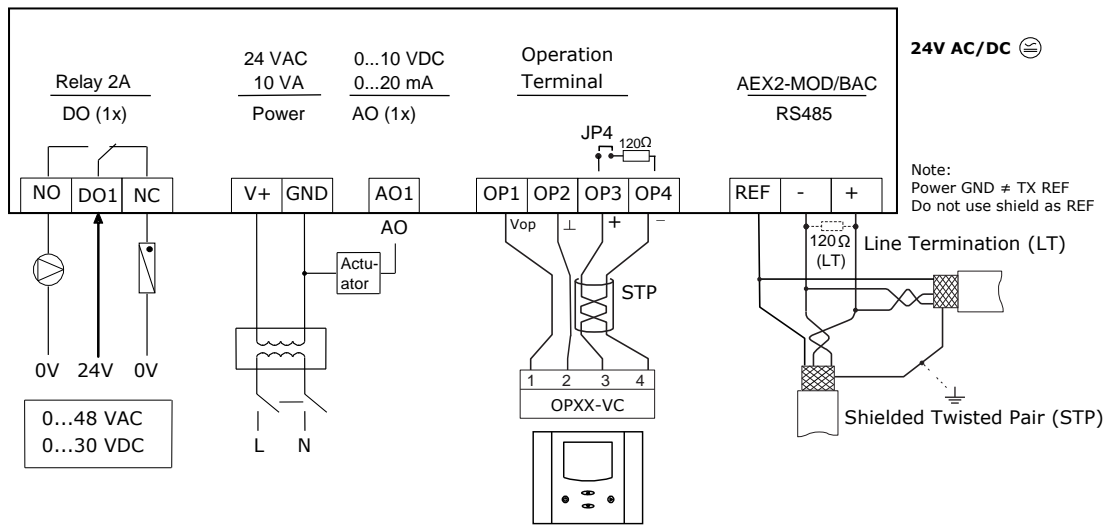 24 VAC
10 VA
Power
0...10 VDC
0...20 mA
AO (1x)
Operation
Terminal
24V AC/DC
Relay 2A
DO (1x)
AEX2-MOD/BAC
RS485
JP4
120Ω
NO DO1 NC
V+ GND
AO1
OP1 OP2 OP3 OP4
REF - +
Note:
Power GND ≠ TX REF
Do not use shield as REF
AO
Vop ⊥ + −
120Ω
(LT)
Line Termination (LT)
Actu-
ator
STP
0V 24V 0V
1 2 3 4
OPXX-VC
0...48 VAC
0...30 VDC
L N
Shielded Twisted Pair (STP)